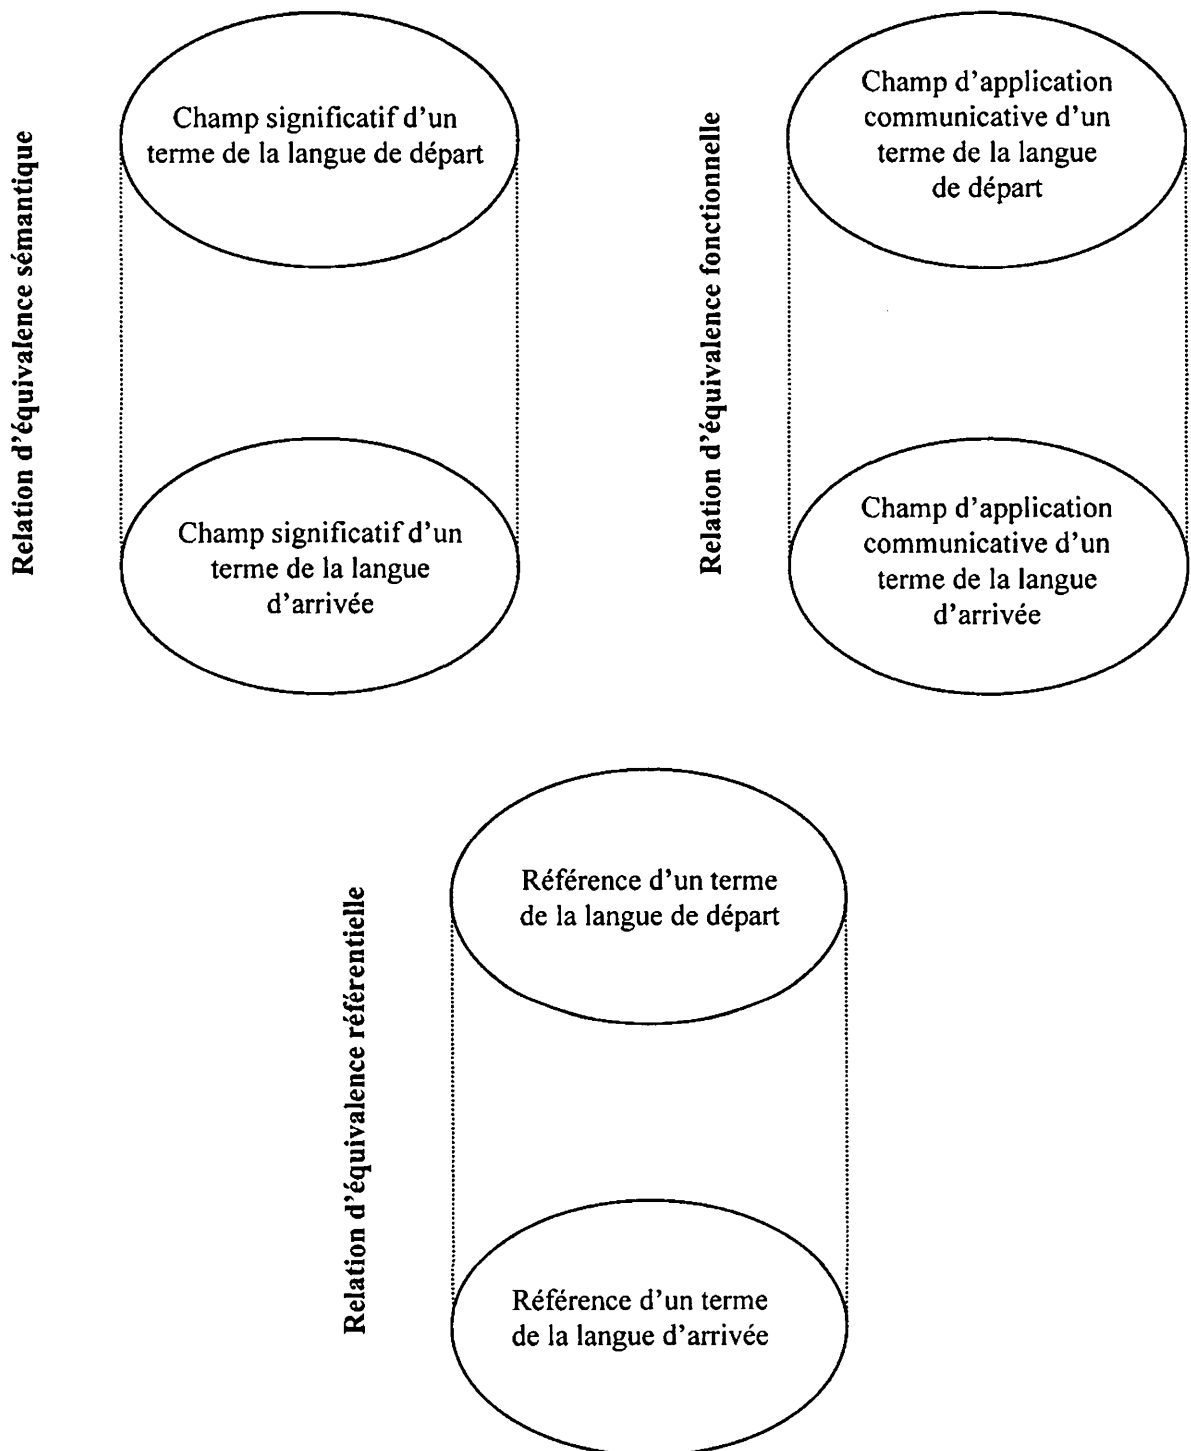 Relation d'équivalence sémantique
Champ significatif d'un
terme de la langue de départ
Champ significatif d'un
terme de la langue
d'arrivée
Relation d'équivalence fonctionnelle
Champ d'application
communicative d'un
terme de la langue
de départ
Champ d'application
communicative d'un
terme de la langue
d'arrivée
Relation d'équivalence référentielle
Référence d'un terme
de la langue de départ
Référence d'un terme
de la langue d'arrivée